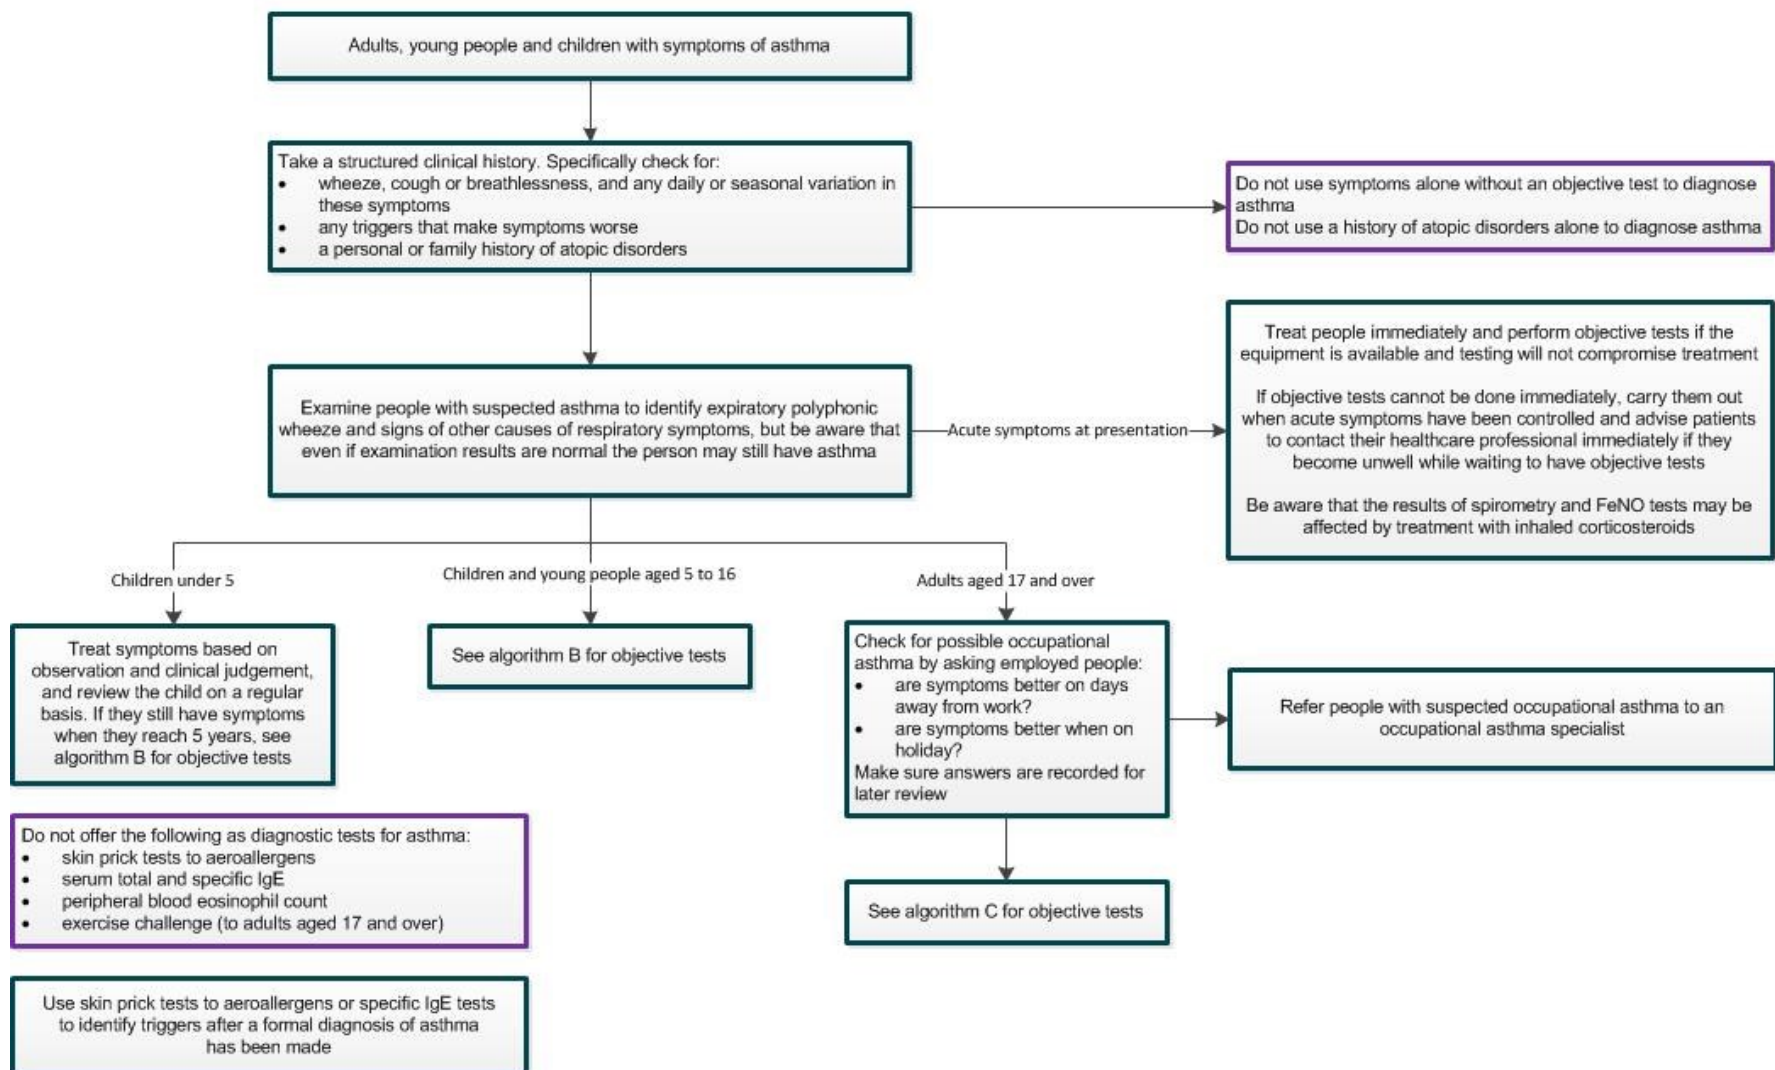 Adults, young people and children with symptoms of asthma
Take a structured clinical history. Specifically check for:
• wheeze, cough or breathlessness, and any daily or seasonal variation in
these symptoms
• any triggers that make symptoms worse
• a personal or family history of atopic disorders
Do not use symptoms alone without an objective test to diagnose
asthma
Do not use a history of atopic disorders alone to diagnose asthma
Examine people with suspected asthma to identify expiratory polyphonic
wheeze and signs of other causes of respiratory symptoms, but be aware that
even if examination results are normal the person may still have asthma
Acute symptoms at presentation
Treat people immediately and perform objective tests if the
equipment is available and testing will not compromise treatment
If objective tests cannot be done immediately, carry them out
when acute symptoms have been controlled and advise patients
to contact their healthcare professional immediately if they
become unwell while waiting to have objective tests
Be aware that the results of spirometry and FeNO tests may be
affected by treatment with inhaled corticosteroids
Children under 5
Treat symptoms based on
observation and clinical judgement,
and review the child on a regular
basis. If they still have symptoms
when they reach 5 years, see
algorithm B for objective tests
Children and young people aged 5 to 16
See algorithm B for objective tests
Adults aged 17 and over
Check for possible occupational
asthma by asking employed people:
• are symptoms better on days
away from work?
• are symptoms better when on
holiday?
Make sure answers are recorded for
later review
Refer people with suspected occupational asthma to an
occupational asthma specialist
See algorithm C for objective tests
Do not offer the following as diagnostic tests for asthma:
• skin prick tests to aeroallergens
• serum total and specific IgE
• peripheral blood eosinophil count
• exercise challenge (to adults aged 17 and over)
Use skin prick tests to aeroallergens or specific IgE tests
to identify triggers after a formal diagnosis of asthma
has been made